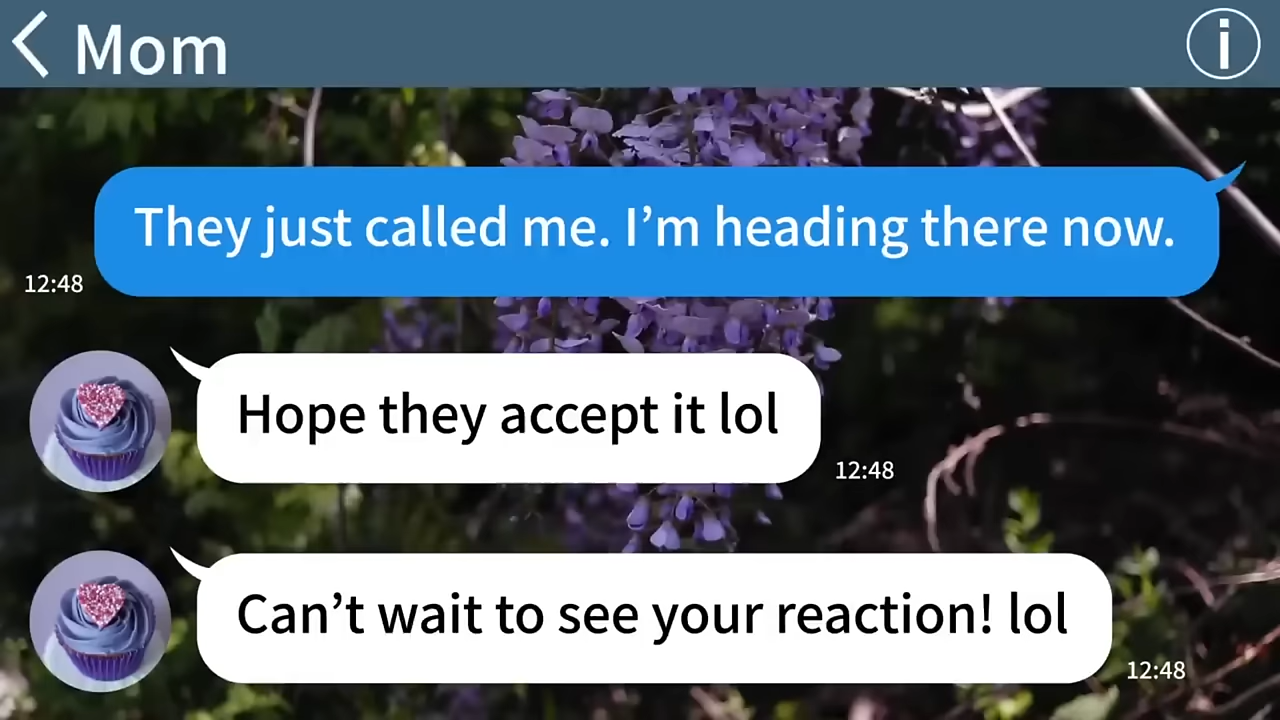 Mom
They just called me. I’m heading there now.
12:48
Hope they accept it lol
12:48
Can’t wait to see your reaction! lol
12:48